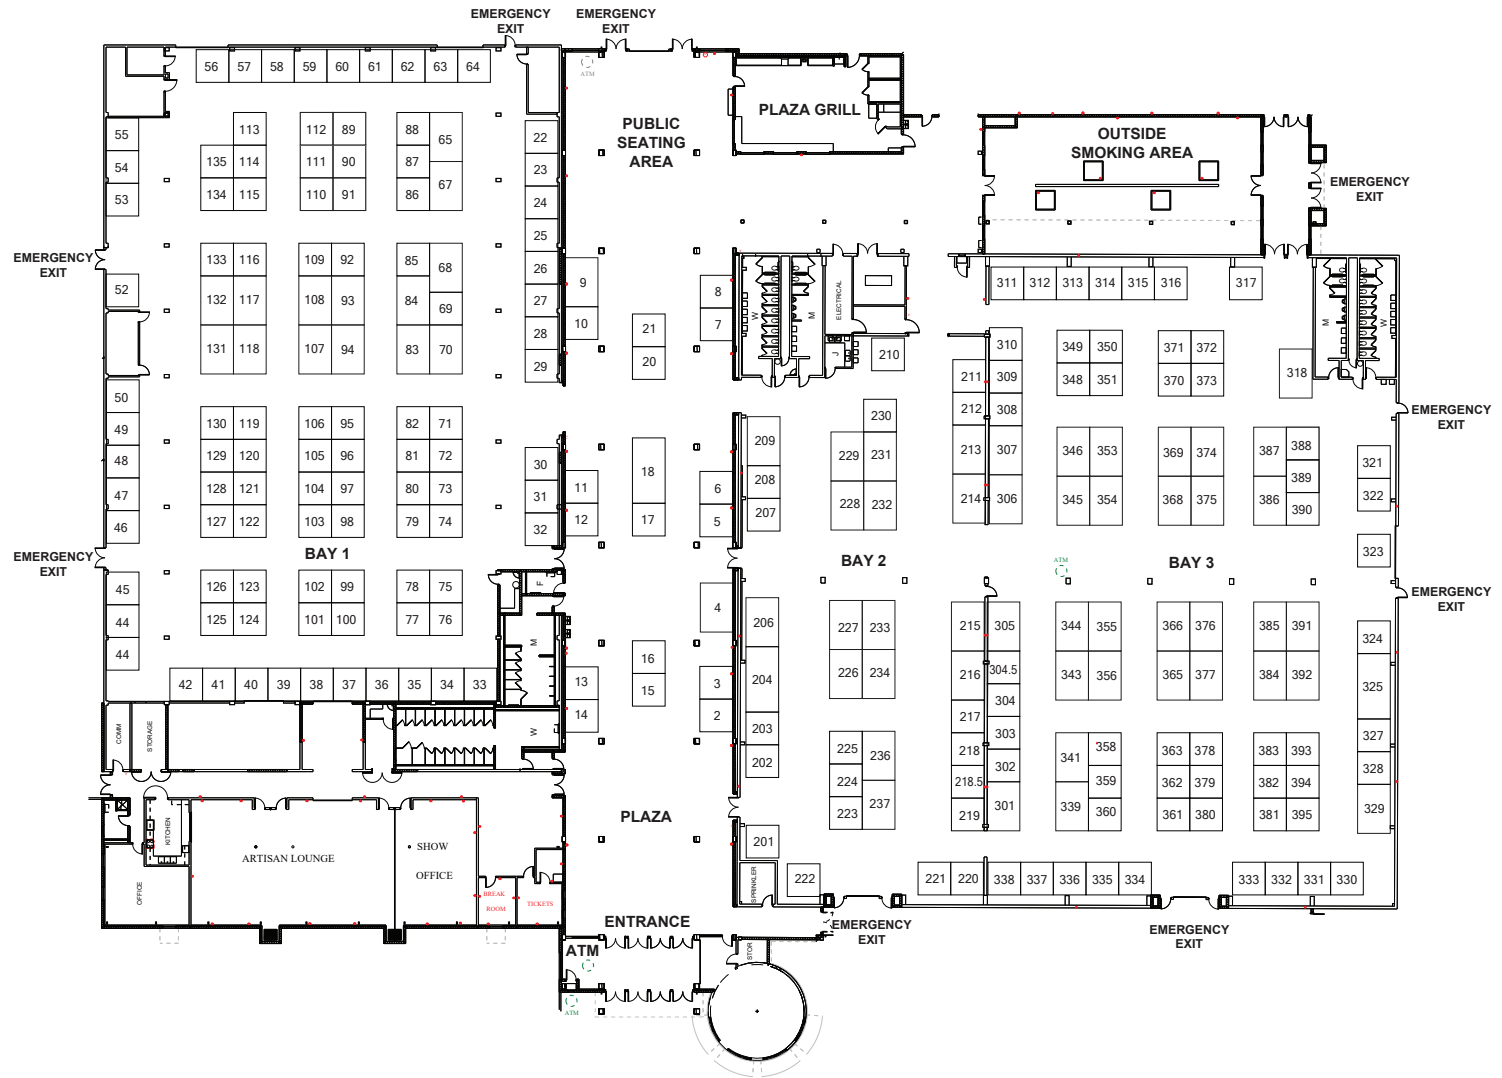 EMERGENCY
EXIT
EMERGENCY
EXIT
56 57 58 59 60 61 62 63 64
ATM
PUBLIC
SEATING
AREA
PLAZA GRILL
OUTSIDE
SMOKING AREA
EMERGENCY
EXIT
55
54
53
113 112 89 88 65
135 114 111 90 87
134 115 110 91 86 67
22
23
24
25
26
27
28
29
EMERGENCY
EXIT
52
133 116 109 92 85 68
132 117 108 93 84 69
131 118 107 94 83 70
9
10
21
20
8
7
W
M
ELECTRICAL
J
210
311 312 313 314 315 316 317
M
W
318
310
211 309
212 308
213 307
214 306
349 350 371 372
348 351 370 373
EMERGENCY
EXIT
50
49
48
47
46
130 119 106 95 82 71
129 120 105 96 81 72
128 121 104 97 80 73
127 122 103 98 79 74
30
31
32
11
12
18
17
6
5
209
208
207
230
229 231
228 232
346 353 369 374 387 388
389
345 354 368 375 386 390
321
322
323
BAY 1
BAY 2
BAY 3
ATM
EMERGENCY
EXIT
EMERGENCY
EXIT
45
44
44
126 123 102 99 78 75
125 124 101 100 77 76
F
M
42 41 40 39 38 37 36 35 34 33
4
16
15
13
14
3
2
206
204
203
202
227 233
226 234
215 305
216 304.5
304
217 303
218 302
218.5 301
219
344 355 366 376 385 391
343 356 365 377 384 392
324
325
327
328
329
COMM
STORAGE
W
225 236
224
223 237
341 358
359
339 360
363 378 383 393
362 379 382 394
361 380 381 395
PLAZA
KITCHEN
ARTISAN LOUNGE
SHOW
OFFICE
OFFICE
BREAK
ROOM
TICKETS
201
SPRINKLER
222
221 220 338 337 336 335 334
333 332 331 330
ENTRANCE
EMERGENCY
EXIT
EMERGENCY
EXIT
ATM
STOR
ATM